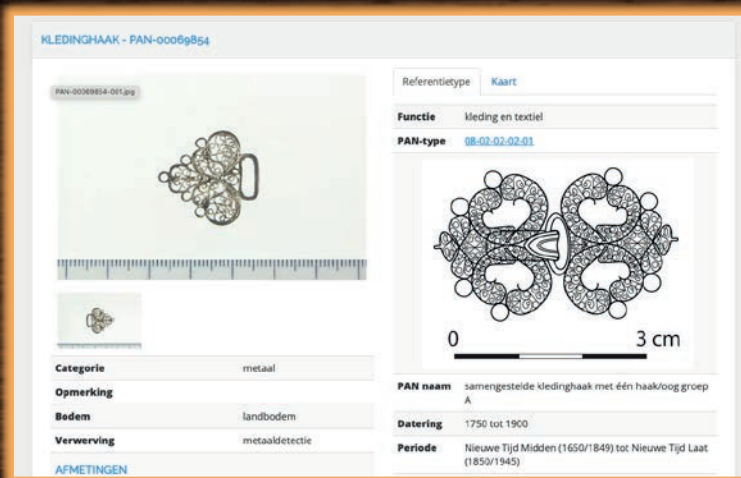 KLEDINGHAAK - PAN-00069854
PAN-00069854-001.jpg
Categorie metaal
Opmerking
Bodem landbodem
Verwerving metaaldetectie
AFMETINGEN
Referentietype Kaart
Functie kleding en textiel
PAN-type 08-02-02-02-01
0 3 cm
PAN naam samengestelde kledinghaak met één haak/oog groep
A
Datering 1750 tot 1900
Periode Nieuwe Tijd Midden (1650/1849) tot Nieuwe Tijd Laat
(1850/1945)